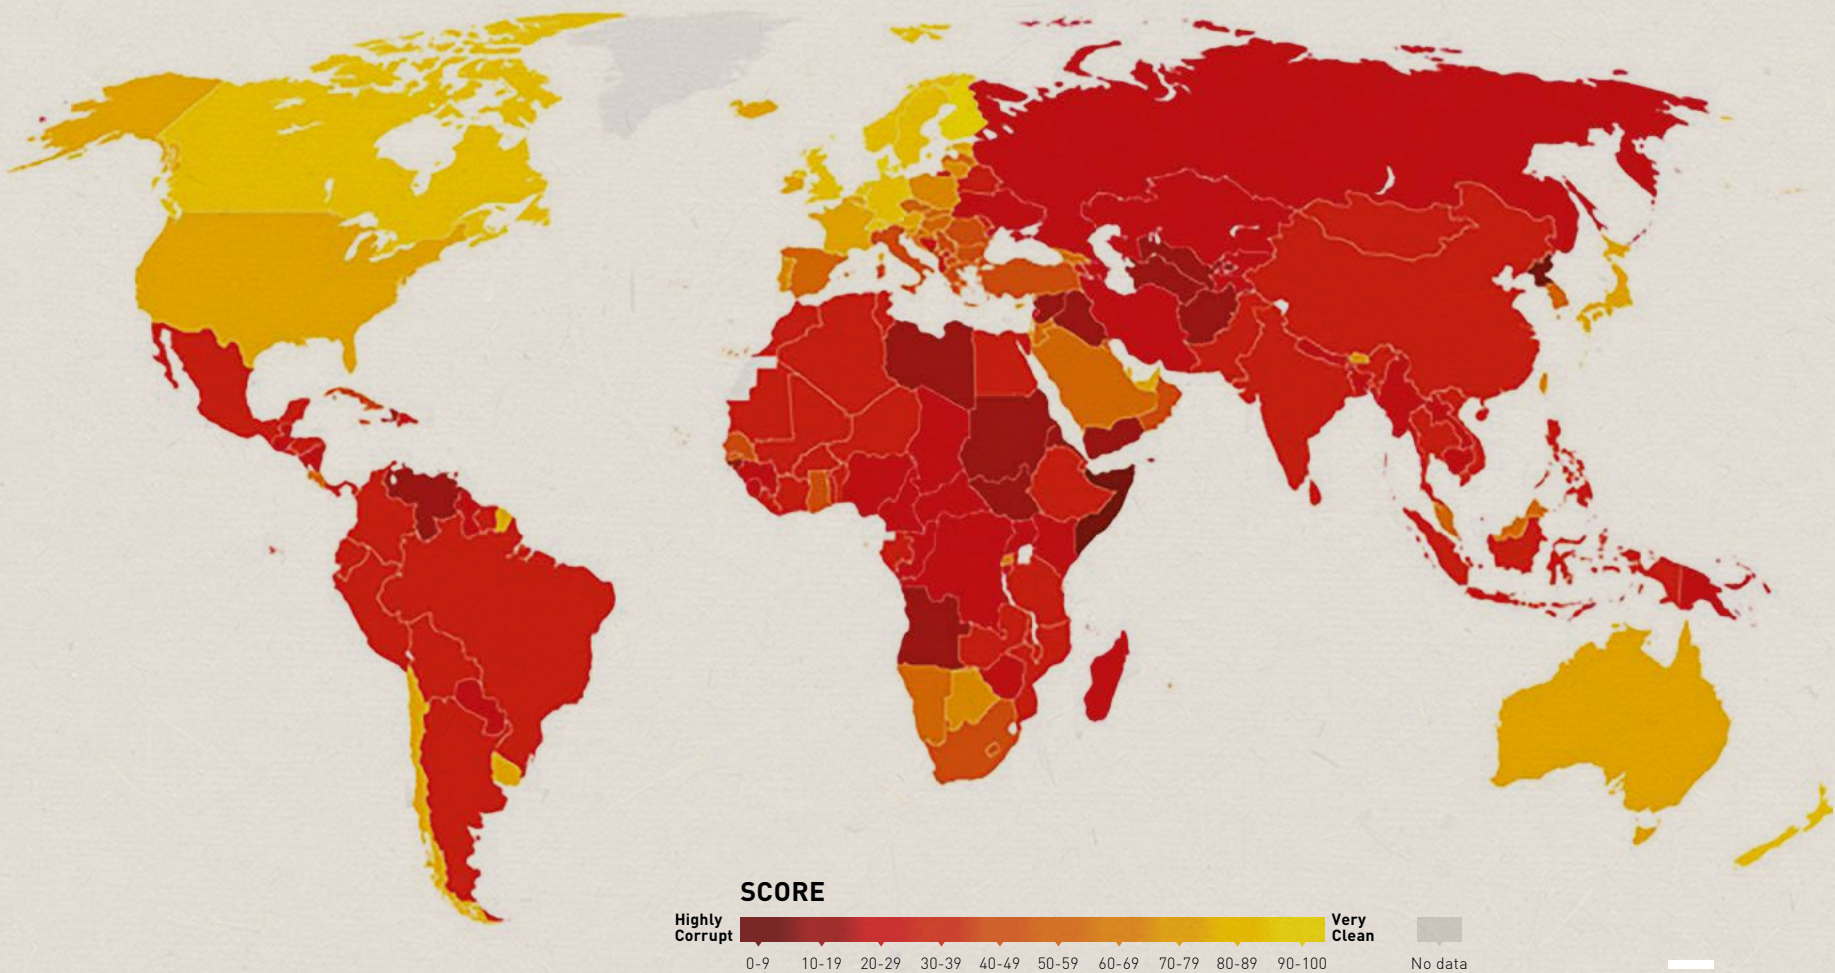 SCORE
Highly
Corrupt
Very
Clean
0-9 10-19 20-29 30-39 40-49 50-59 60-69 70-79 80-89 90-100 No data